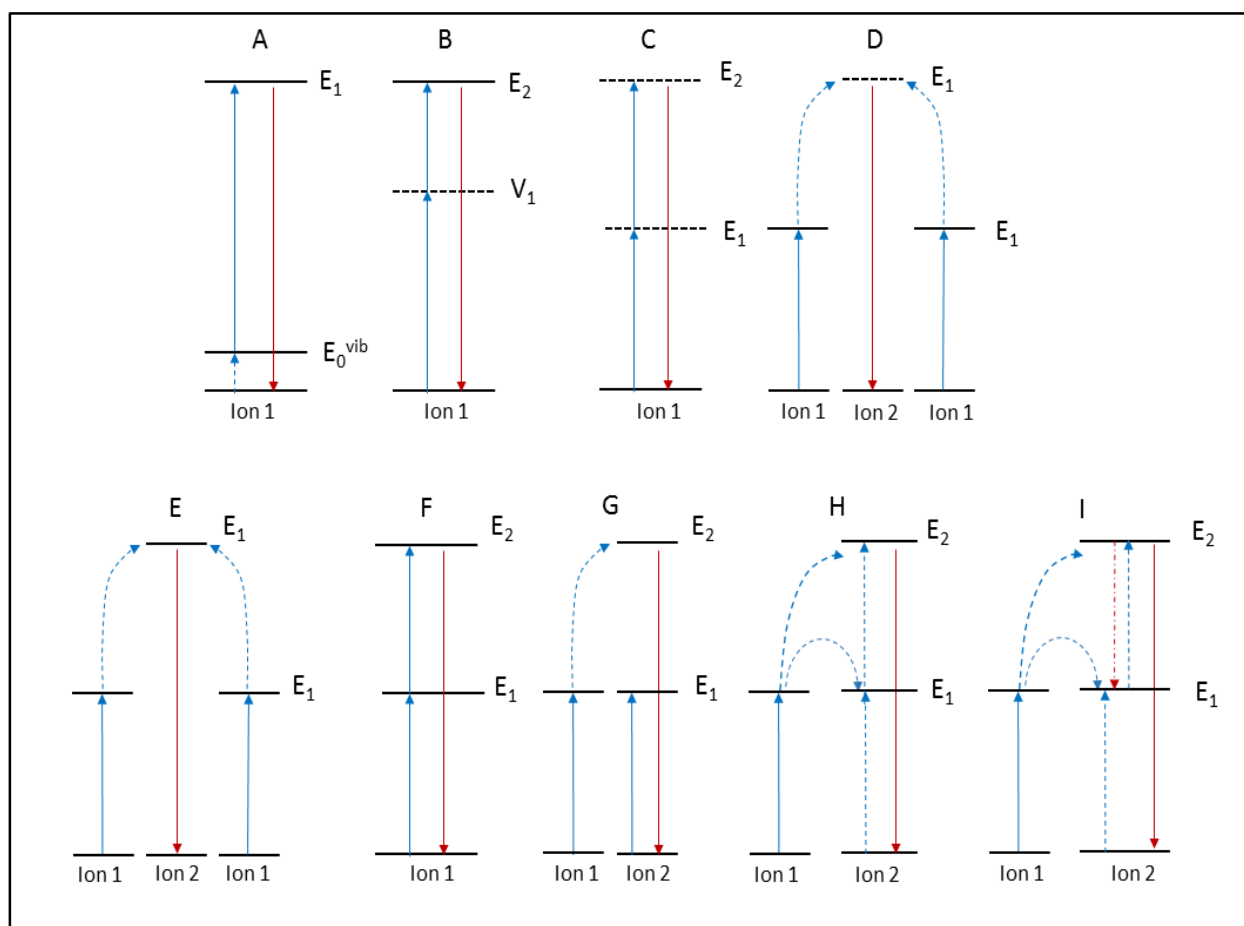 A B C D
E₁ E₂ E₂ E₁
V₁
E₁ E₁
E₀ᵛⁱᵇ
Ion 1 Ion 1 Ion 1 Ion 1 Ion 2 Ion 1
E F G H I
E₁ E₂ E₂ E₂ E₂
E₁ E₁ E₁ E₁ E₁
Ion 1 Ion 2 Ion 1 Ion 1 Ion 1 Ion 2 Ion 1 Ion 2 Ion 1 Ion 2